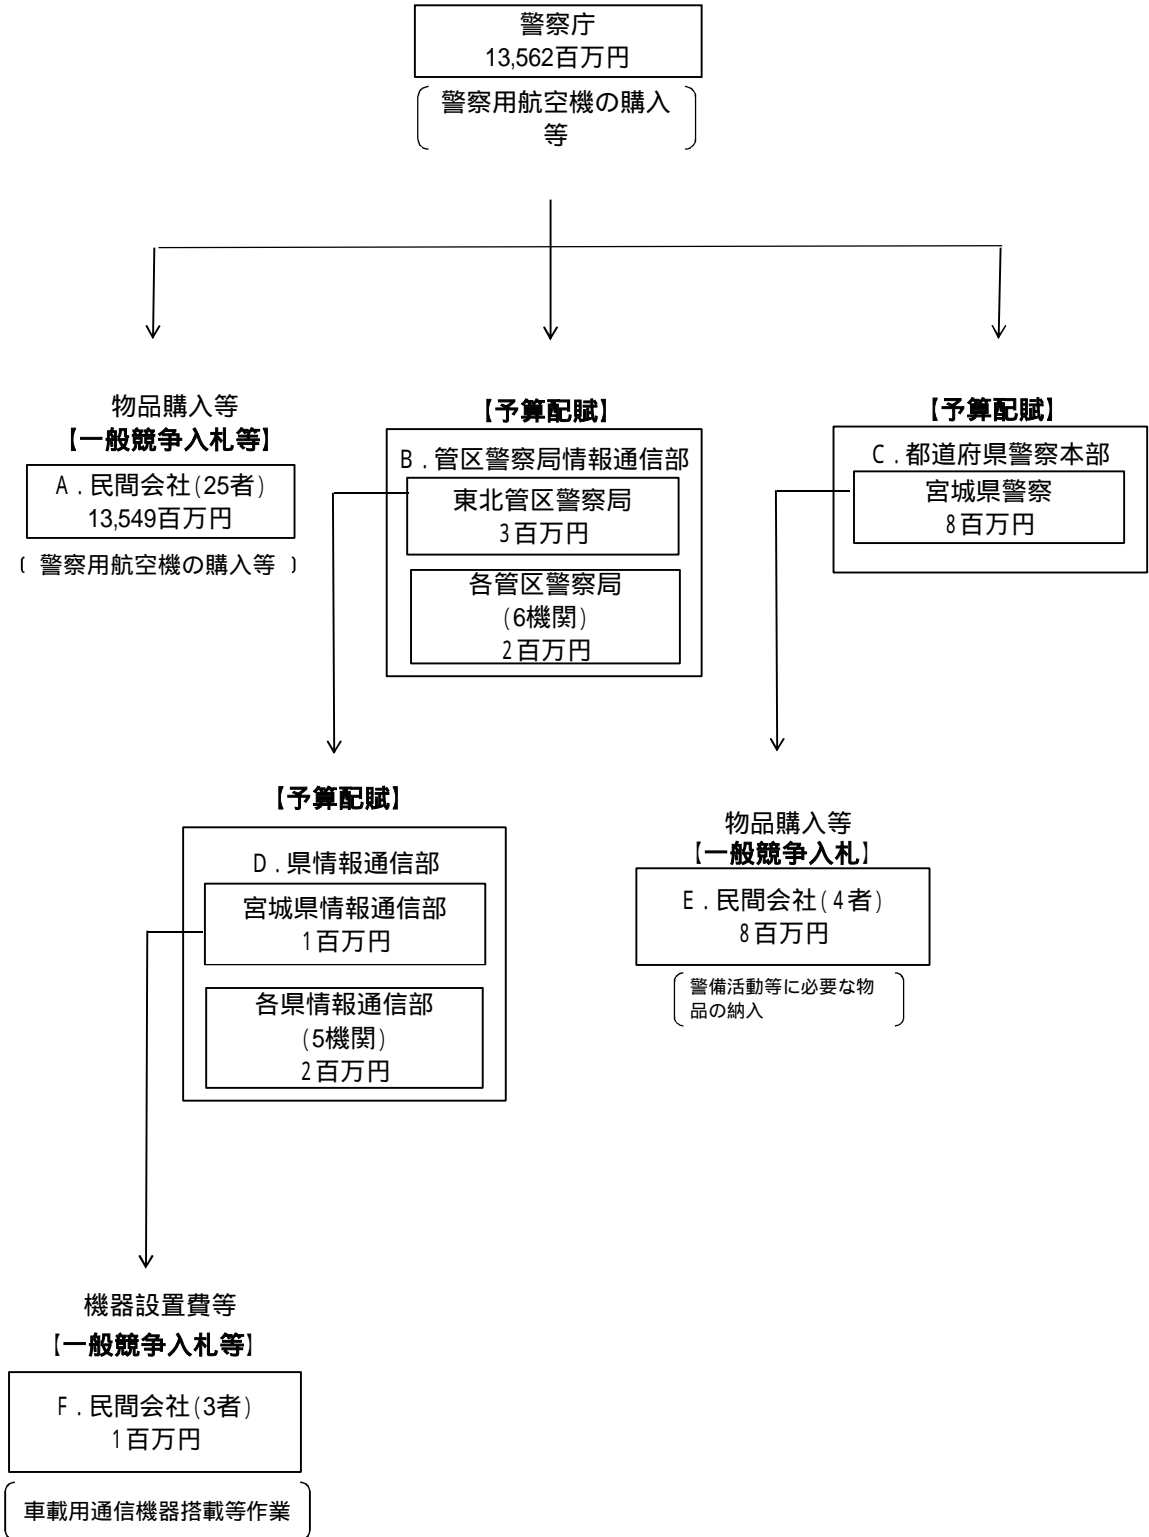 警察庁
13,562百万円
警察用航空機の購入
等
物品購入等
【一般競争入札等】
A．民間会社(25者)
13,549百万円
警察用航空機の購入等
【予算配賦】
B．管区警察局情報通信部
東北管区警察局
3百万円
各管区警察局
(6機関)
2百万円
【予算配賦】
C．都道府県警察本部
宮城県警察
8百万円
【予算配賦】
D．県情報通信部
宮城県情報通信部
1百万円
各県情報通信部
(5機関)
2百万円
物品購入等
【一般競争入札】
E．民間会社(4者)
8百万円
警備活動等に必要な物
品の納入
機器設置費等
【一般競争入札等】
F．民間会社(3者)
1百万円
車載用通信機器搭載等作業